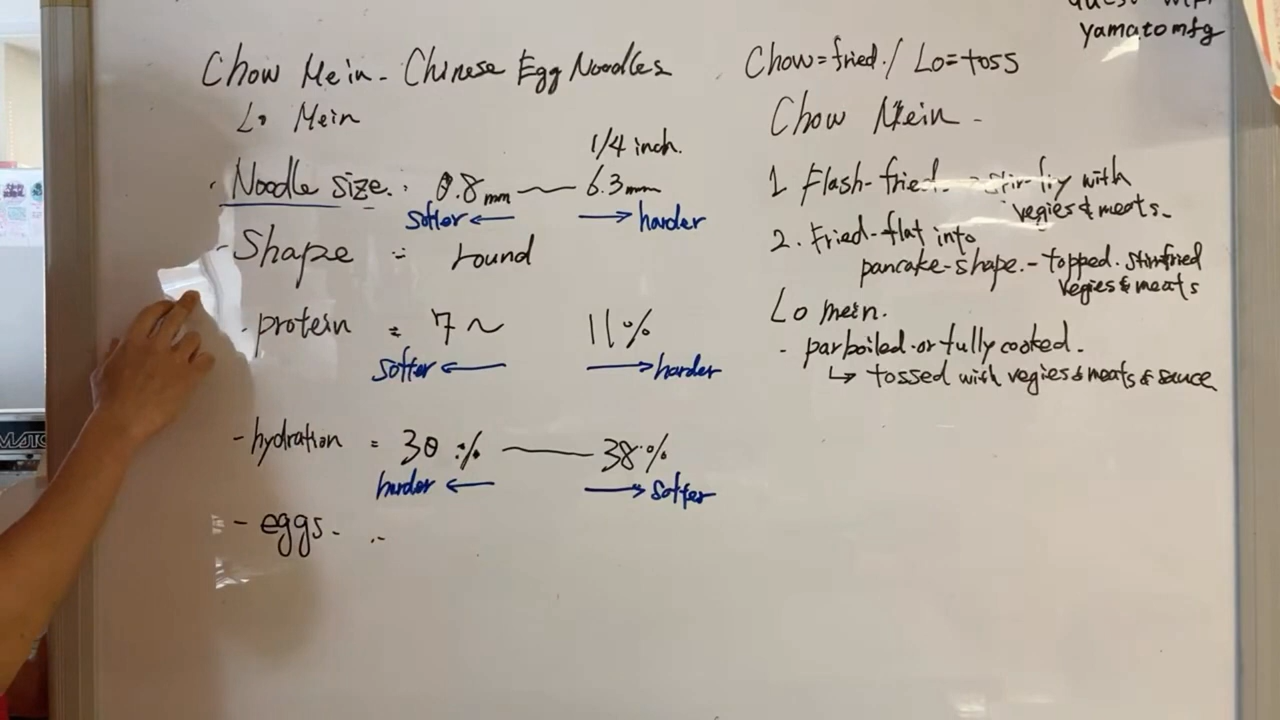 Guest WiFi
yamatomfg
Chow Mein - Chinese Egg Noodles
Lo Mein
1/4 inch.
· Noodle size. : 0.8mm — 6.3mm
softer ← → harder
- Shape = round
- protein = 7 ~ 11%
softer ← → harder
- hydration = 30% — 38%
harder ← → softer
- eggs -
Chow = fried. / Lo = toss
Chow Mein -
1 Flash-fried - stir-fry with
vegies & meats.
2. Fried-flat into
pancake-shape. - topped. stirfried
vegies & meats
Lo mein.
- parboiled or fully cooked.
↳ tossed with vegies & meats & sauce